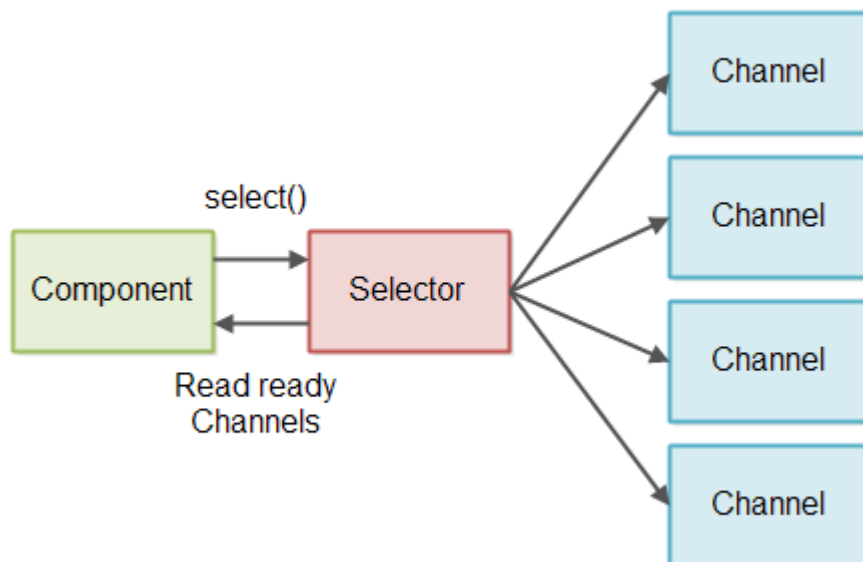 Channel
select()
Channel
Component
Selector
Channel
Read ready
Channels
Channel